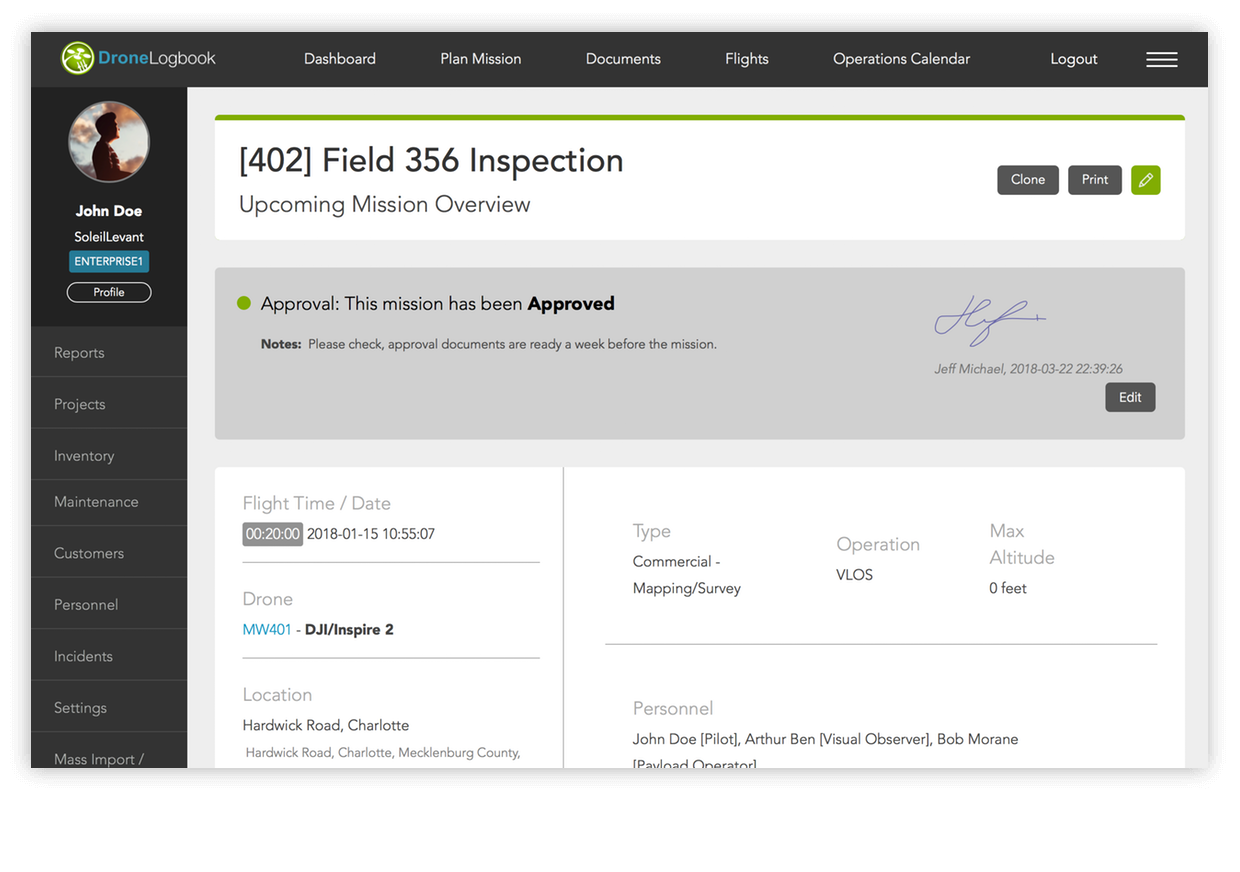 DroneLogbook
Dashboard
Plan Mission
Documents
Flights
Operations Calendar
Logout
John Doe
SoleilLevant
ENTERPRISE1
Profile
Reports
Projects
Inventory
Maintenance
Customers
Personnel
Incidents
Settings
Mass Import /
[402] Field 356 Inspection
Upcoming Mission Overview
Clone
Print
Approval: This mission has been Approved
Notes: Please check, approval documents are ready a week before the mission.
Jeff Michael, 2018-03-22 22:39:26
Edit
Flight Time / Date
00:20:00 2018-01-15 10:55:07
Drone
MW401 - DJI/Inspire 2
Location
Hardwick Road, Charlotte
Hardwick Road, Charlotte, Mecklenburg County,
Type
Commercial -
Mapping/Survey
Operation
VLOS
Max
Altitude
0 feet
Personnel
John Doe [Pilot], Arthur Ben [Visual Observer], Bob Morane
[Payload Operator]